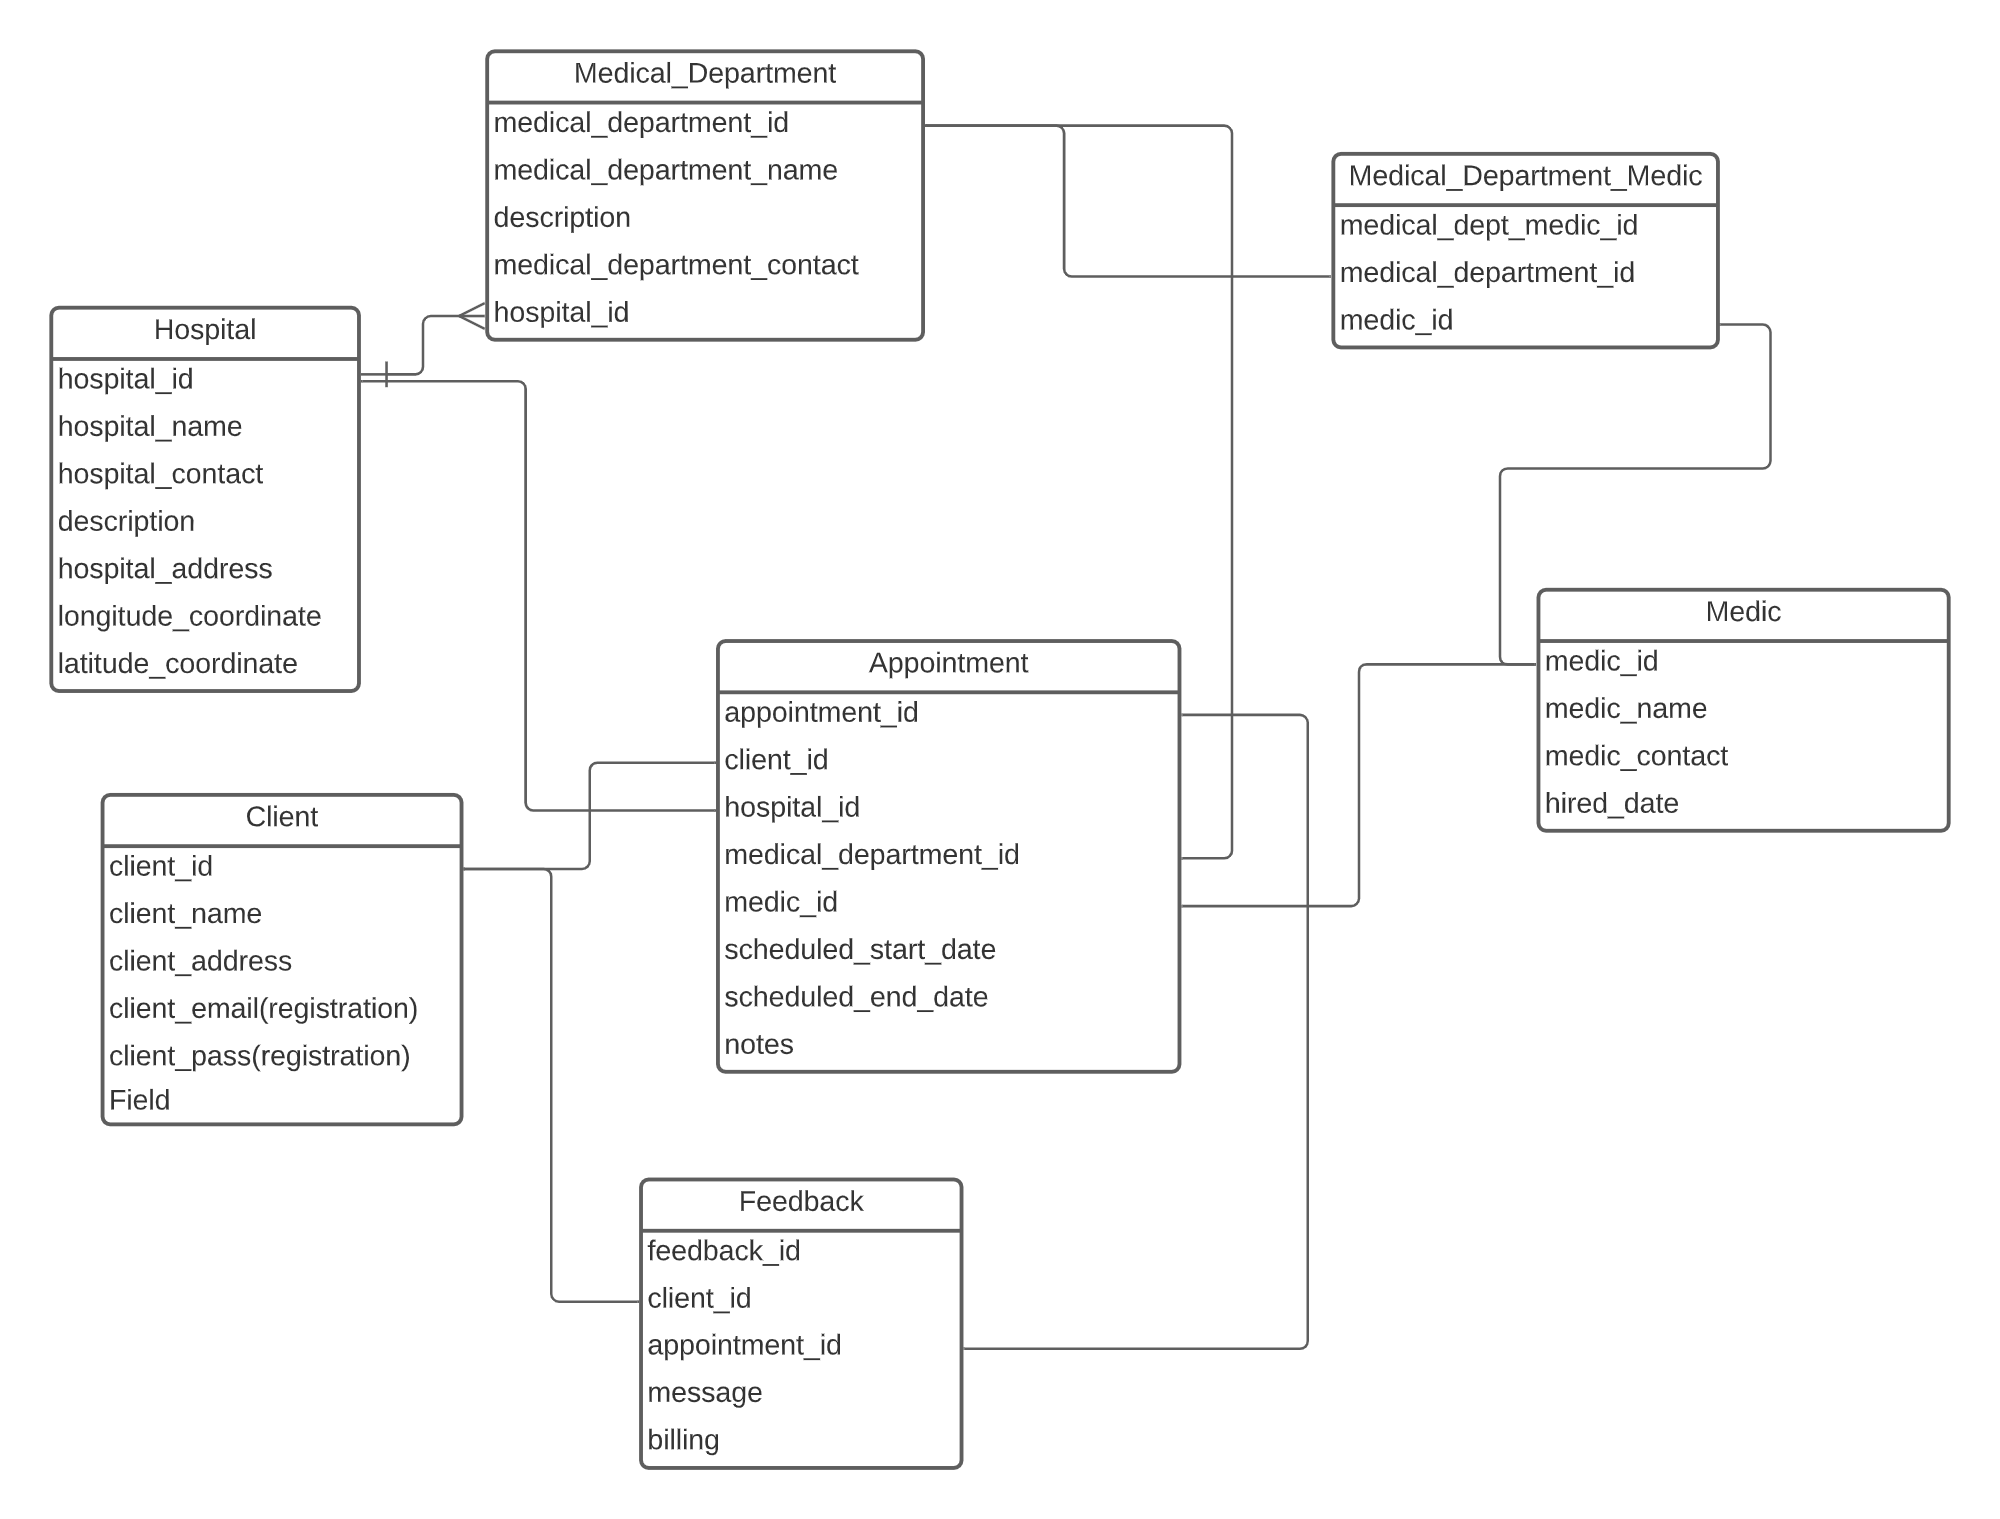 Medical_Department
medical_department_id
medical_department_name
description
medical_department_contact
hospital_id
Medical_Department_Medic
medical_dept_medic_id
medical_department_id
medic_id
Hospital
hospital_id
hospital_name
hospital_contact
description
hospital_address
longitude_coordinate
latitude_coordinate
Medic
medic_id
medic_name
medic_contact
hired_date
Appointment
appointment_id
client_id
hospital_id
medical_department_id
medic_id
scheduled_start_date
scheduled_end_date
notes
Client
client_id
client_name
client_address
client_email(registration)
client_pass(registration)
Field
Feedback
feedback_id
client_id
appointment_id
message
billing